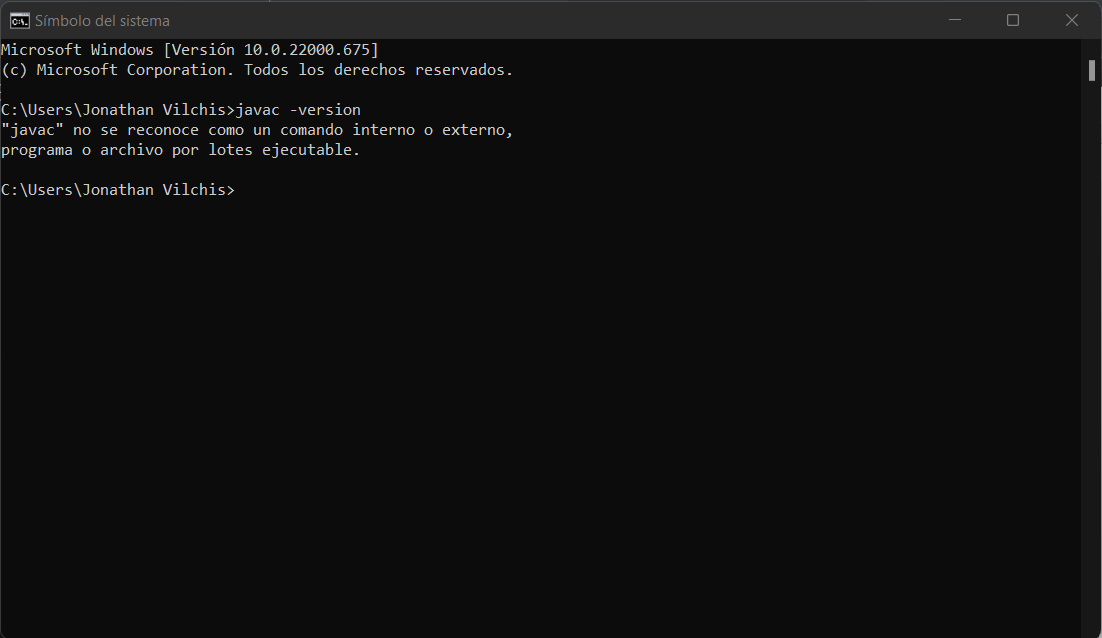 Símbolo del sistema
Microsoft Windows [Versión 10.0.22000.675]
(c) Microsoft Corporation. Todos los derechos reservados.
C:\Users\Jonathan Vilchis>javac -version
"javac" no se reconoce como un comando interno o externo,
programa o archivo por lotes ejecutable.
C:\Users\Jonathan Vilchis>